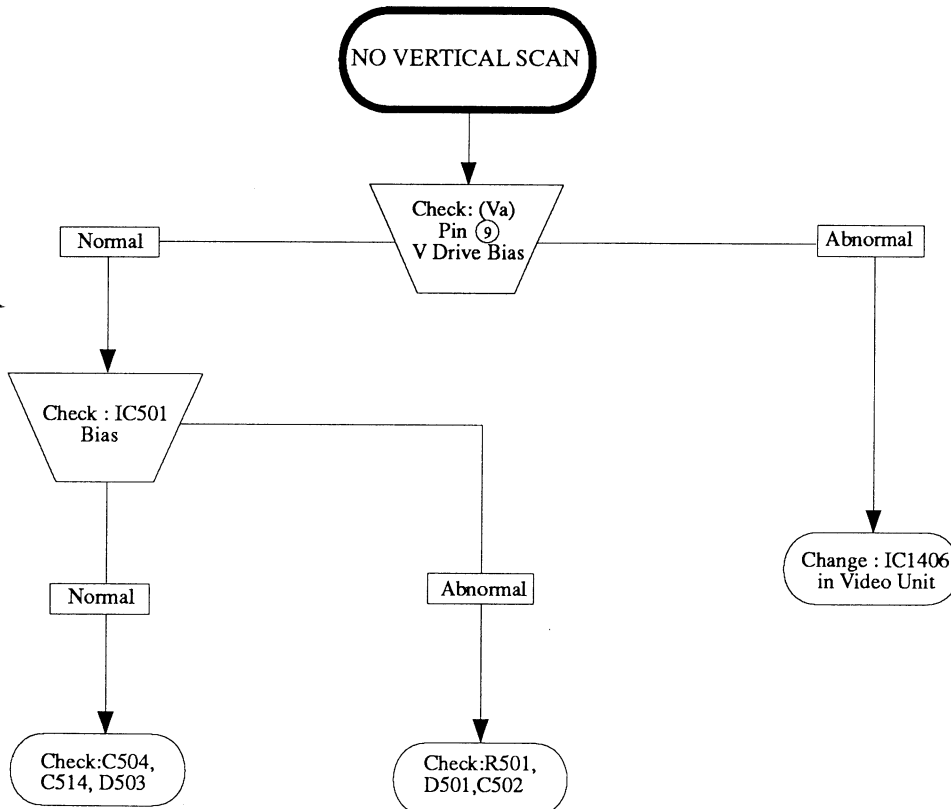 NO VERTICAL SCAN
Check: (Va)
Pin ⑨
V Drive Bias
Normal
Abnormal
Check : IC501
Bias
Change : IC1406
in Video Unit
Normal
Abnormal
Check:C504,
C514, D503
Check:R501,
D501,C502